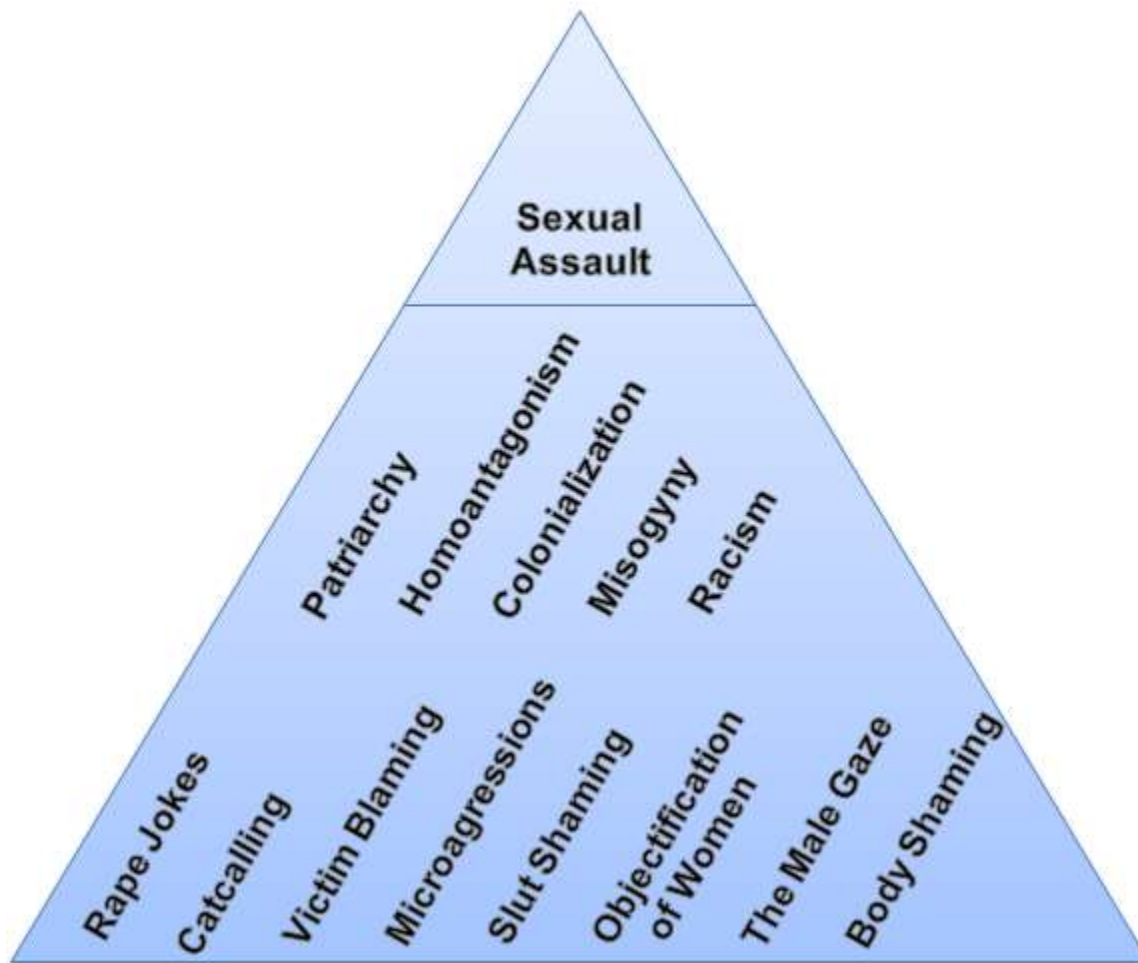 Sexual
Assault
Patriarchy
Homoantagonism
Colonialization
Misogyny
Racism
Rape Jokes
Catcalling
Victim Blaming
Microagressions
Slut Shaming
Objectification
of Women
The Male Gaze
Body Shaming